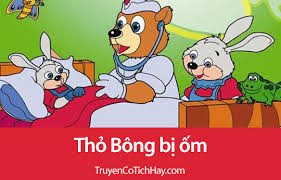 Thỏ Bông bị ốm
TruyenCoTichHay.com